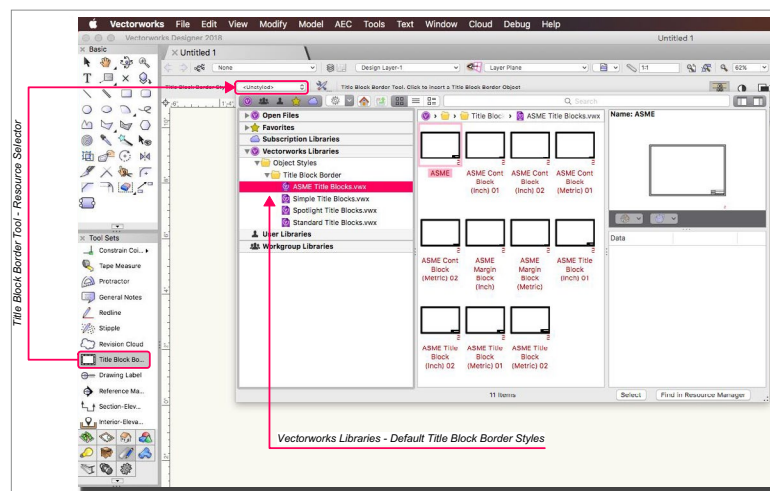 Vectorworks File Edit View Modify Model AEC Tools Text Window Cloud Debug Help
Vectorworks Designer 2018
Untitled 1
Basic
Untitled 1
None
Design Layer-1
Layer Plane
1:1
62%
Title Block Border Sty
<Unstyled>
Title Block Border Tool. Click to insert a Title Block Border Object
Search
Open Files
Favorites
Subscription Libraries
Vectorworks Libraries
Object Styles
Title Block Border
ASME Title Blocks.vwx
Simple Title Blocks.vwx
Spotlight Title Blocks.vwx
Standard Title Blocks.vwx
User Libraries
Workgroup Libraries
Title Bloc
ASME Title Blocks.vwx
ASME
ASME Cont Block (Inch) 01
ASME Cont Block (Inch) 02
ASME Cont Block (Metric) 01
ASME Cont Block (Metric) 02
ASME Margin Block (Inch)
ASME Margin Block (Metric)
ASME Title Block (Inch) 01
ASME Title Block (Inch) 02
ASME Title Block (Metric) 01
ASME Title Block (Metric) 02
11 Items
Name: ASME
Data
Select
Find in Resource Manager
Tool Sets
Constrain Coi...
Tape Measure
Protractor
General Notes
Redline
Stipple
Revision Cloud
Title Block Bo...
Drawing Label
Reference Ma...
Section-Elev...
Interior-Eleva...
Title Block Border Tool - Resource Selector
Vectorworks Libraries - Default Title Block Border Styles